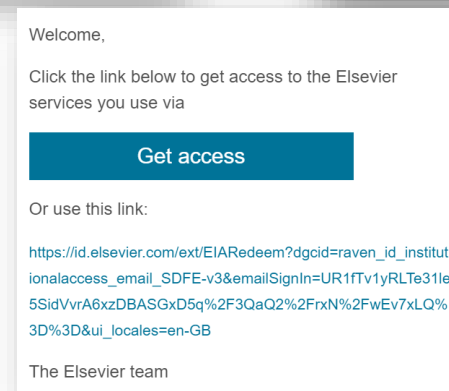 Welcome,
Click the link below to get access to the Elsevier
services you use via
Get access
Or use this link:
https://id.elsevier.com/ext/EIARedeem?dgcid=raven_id_institut
ionalaccess_email_SDFE-v3&emailSignIn=UR1fTv1yRLTe31Ie
5SidVvrA6xzDBASGxD5q%2F3QaQ2%2FrxN%2FwEv7xLQ%
3D%3D&ui_locales=en-GB
The Elsevier team